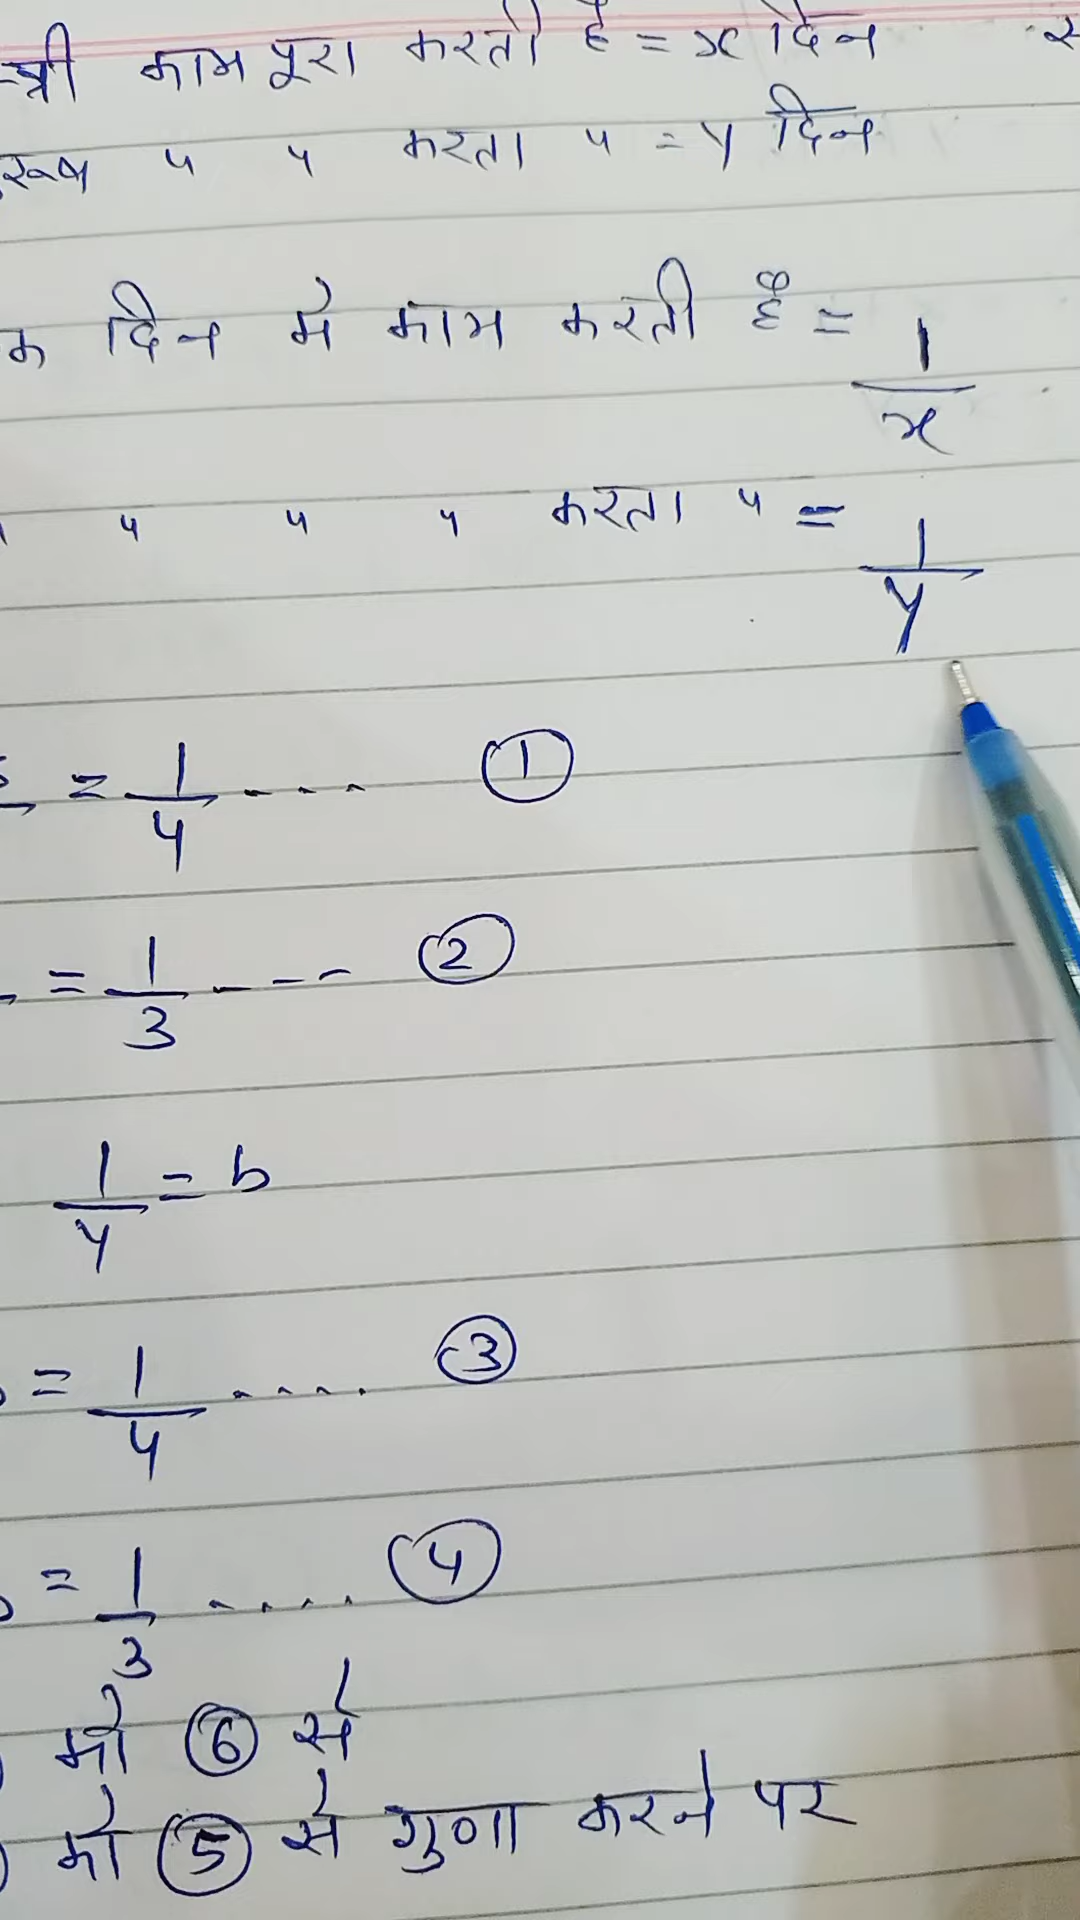 स्त्री काम पूरा करती है = x दिन
पुरूष " " करता " = y दिन
दिन मे काम करती है = 1/x
" " " करता " = 1/y
= 1/4 .... ①
= 1/3 .... ②
1/y = b
= 1/4 ..... ③
= 1/3 ..... ④
को ⑥ से
को ⑤ से गुणा करने पर